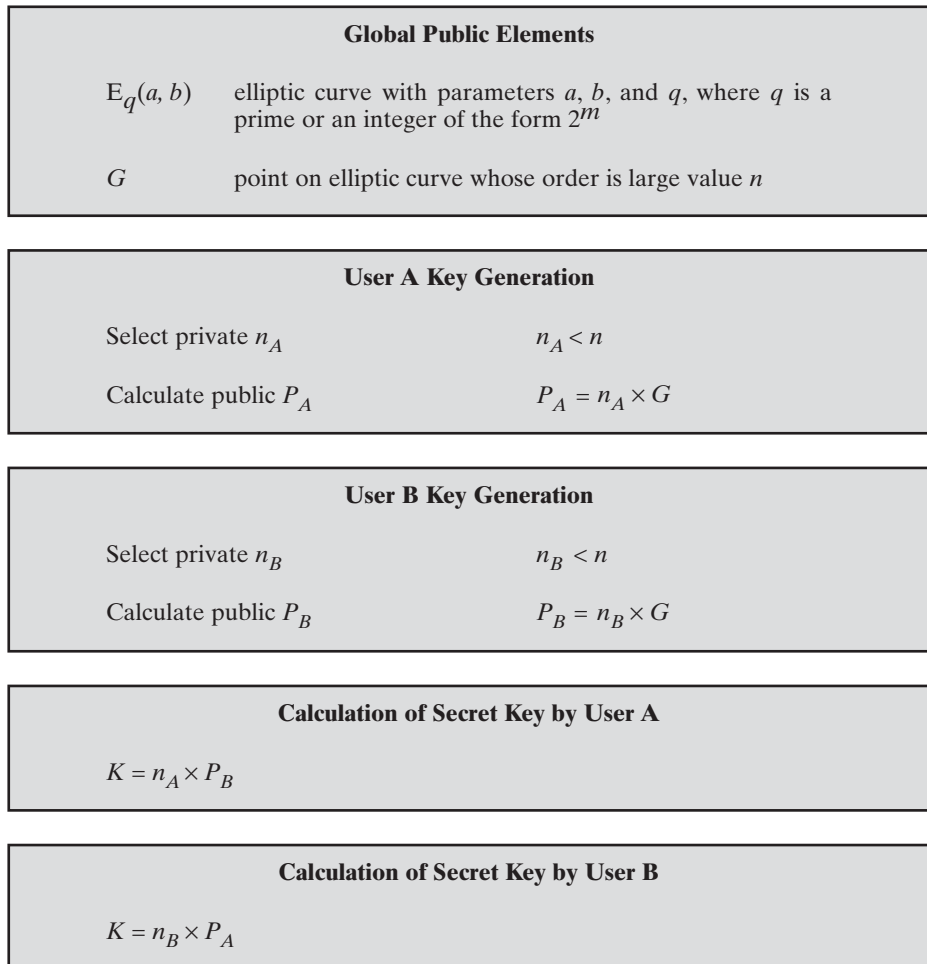 Global Public Elements
E_q(a, b) elliptic curve with parameters a, b, and q, where q is a
prime or an integer of the form 2^m
G point on elliptic curve whose order is large value n
User A Key Generation
Select private n_A n_A < n
Calculate public P_A P_A = n_A × G
User B Key Generation
Select private n_B n_B < n
Calculate public P_B P_B = n_B × G
Calculation of Secret Key by User A
K = n_A × P_B
Calculation of Secret Key by User B
K = n_B × P_A